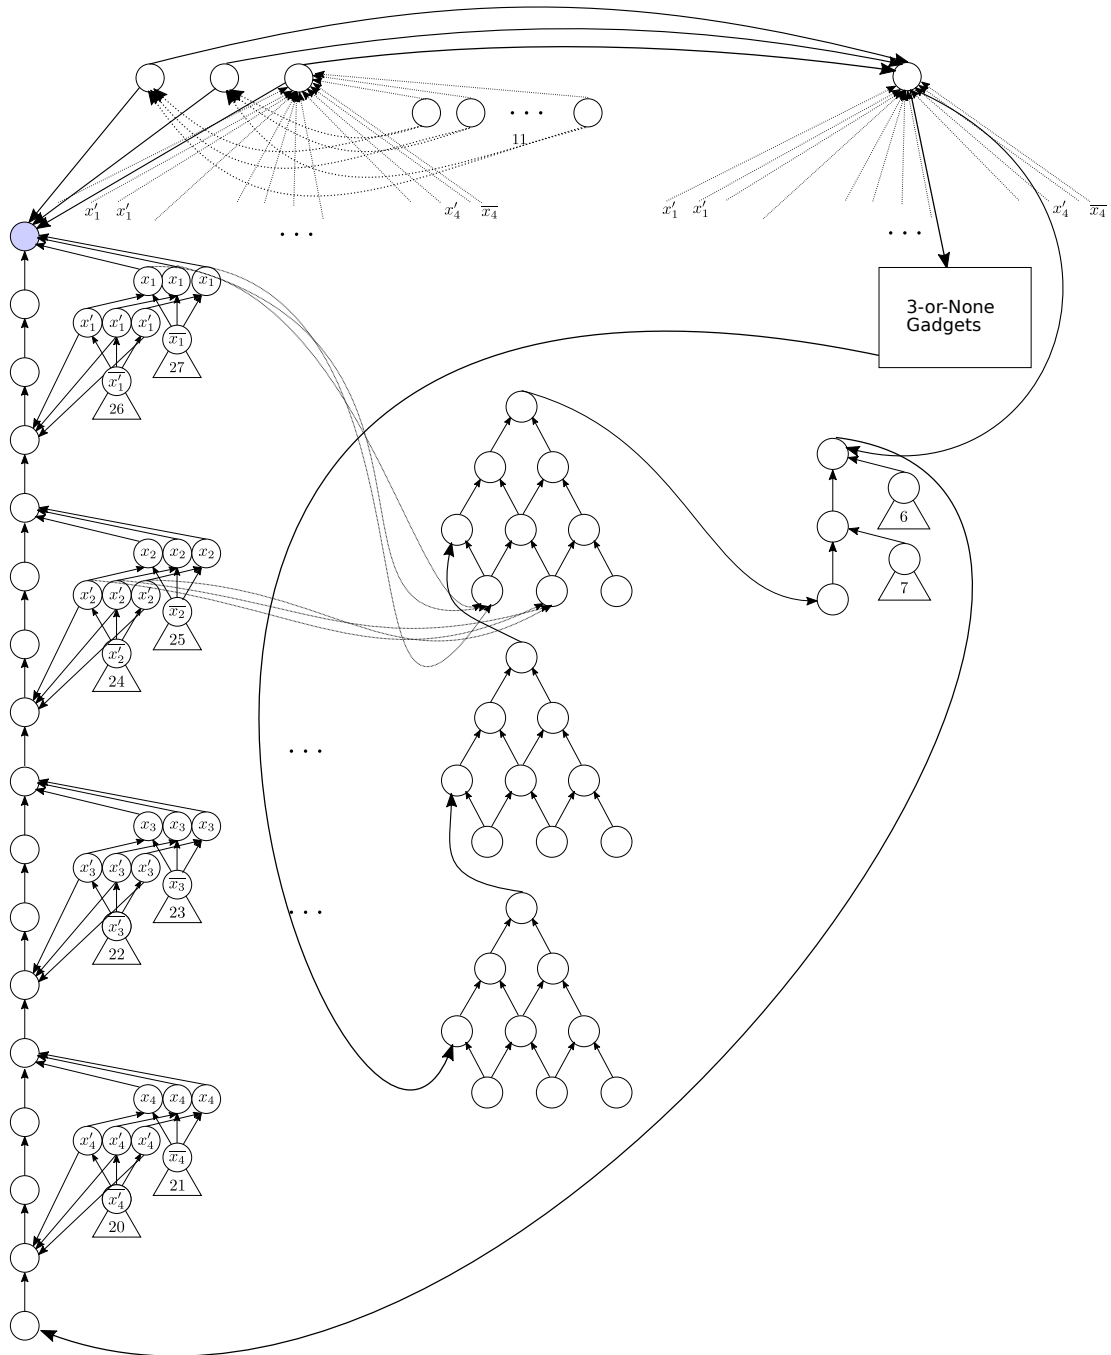 . . .
11
x′₁ x′₁ x′₄ x̅₄
x′₁ x′₁ x′₄ x̅₄
. . .
. . .
x₁ x₁ x₁
x′₁ x′₁ x′₁
x̅₁
27
x̅′₁
26
3-or-None
Gadgets
6
7
x₂ x₂ x₂
x′₂ x′₂ x′₂
x̅₂
25
x̅′₂
24
. . .
x₃ x₃ x₃
x′₃ x′₃ x′₃
x̅₃
23
x̅′₃
22
. . .
x₄ x₄ x₄
x′₄ x′₄ x′₄
x̅₄
21
x̅′₄
20